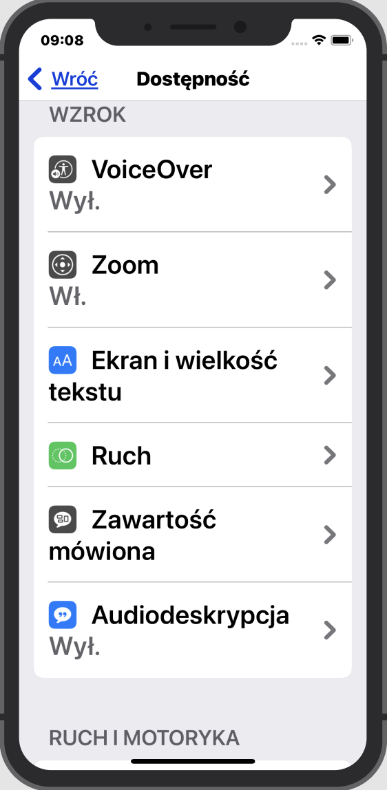 09:08
Wróć
Dostępność
WZROK
VoiceOver
Wył.
Zoom
Wł.
AA Ekran i wielkość
tekstu
Ruch
Zawartość
mówiona
Audiodeskrypcja
Wył.
RUCH I MOTORYKA